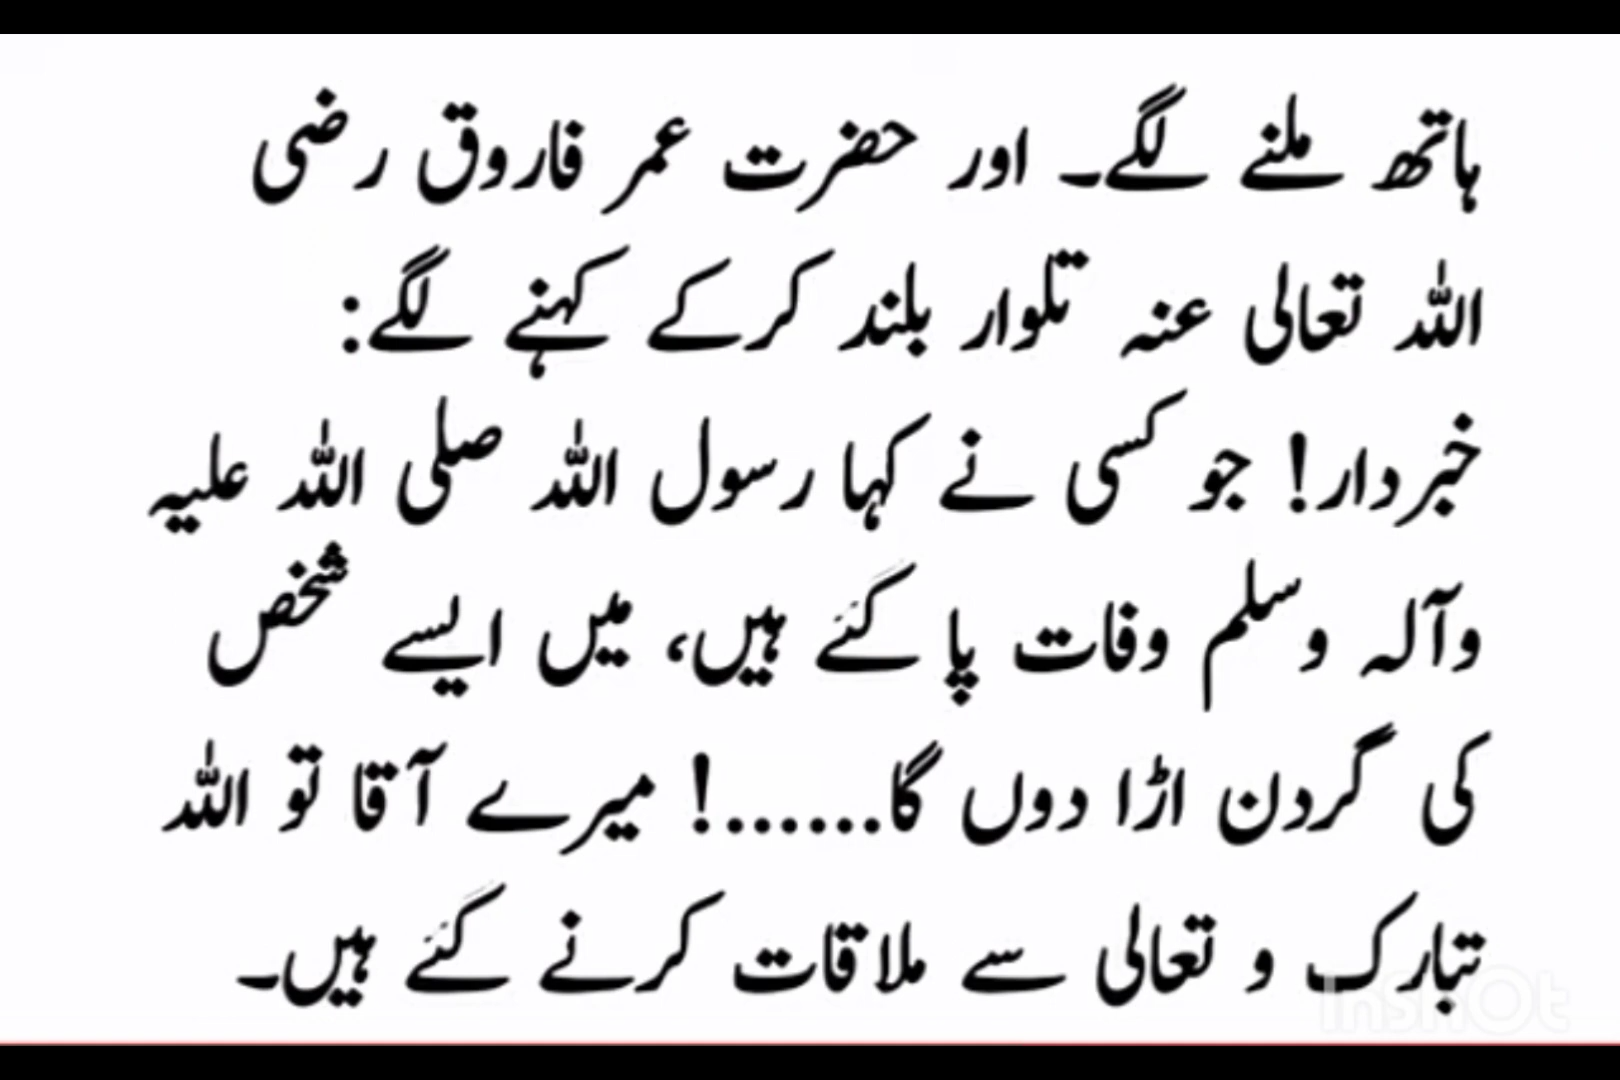 ہاتھ ملنے لگے۔ اور حضرت عمر فاروق رضی
اللہ تعالی عنہ تلوار بلند کرکے کہنے لگے:
خبردار! جو کسی نے کہا رسول اللہ صلی اللہ علیہ
وآلہ وسلم وفات پا گئے ہیں، میں ایسے شخص
کی گردن اڑا دوں گا......! میرے آقا تو اللہ
تبارک و تعالی سے ملاقات کرنے گئے ہیں۔
InShOt